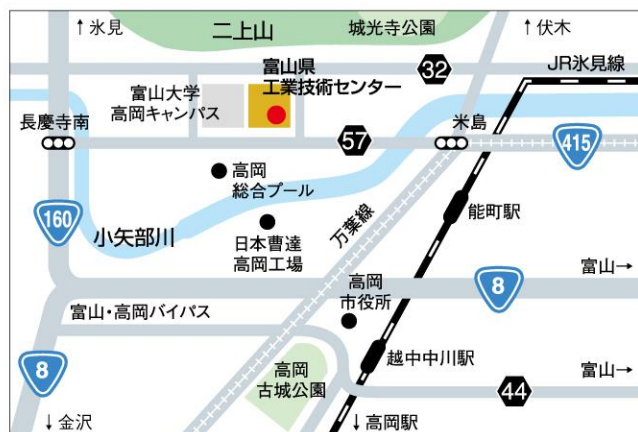 ↑氷見
二上山
城光寺公園
↑伏木
JR氷見線
富山県
工業技術センター
32
富山大学
高岡キャンパス
長慶寺南
57
米島
415
高岡
総合プール
160
小矢部川
日本曹達
高岡工場
万葉線
能町駅
富山→
8
高岡
市役所
富山・高岡バイパス
8
越中中川駅
高岡
古城公園
富山→
44
↓金沢
↓高岡駅